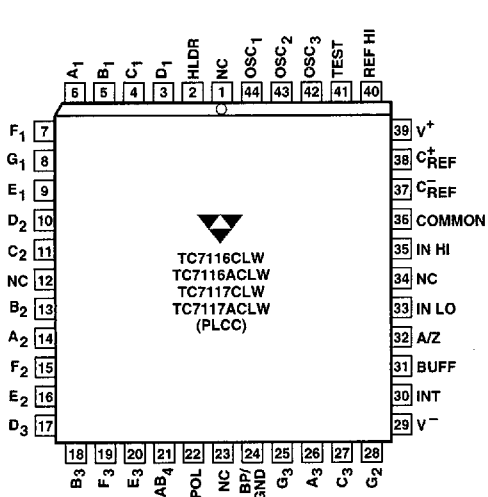 A1 B1 C1 D1 HLDR NC OSC1 OSC2 OSC3 TEST REF HI
6 5 4 3 2 1 44 43 42 41 40
F1 7
G1 8
E1 9
D2 10
C2 11
NC 12
B2 13
A2 14
F2 15
E2 16
D3 17
TC7116CLW
TC7116ACLW
TC7117CLW
TC7117ACLW
(PLCC)
39 V+
38 C+REF
37 C−REF
36 COMMON
35 IN HI
34 NC
33 IN LO
32 A/Z
31 BUFF
30 INT
29 V−
18 19 20 21 22 23 24 25 26 27 28
B3 F3 E3 AB4 POL NC BP/GND G3 A3 C3 G2